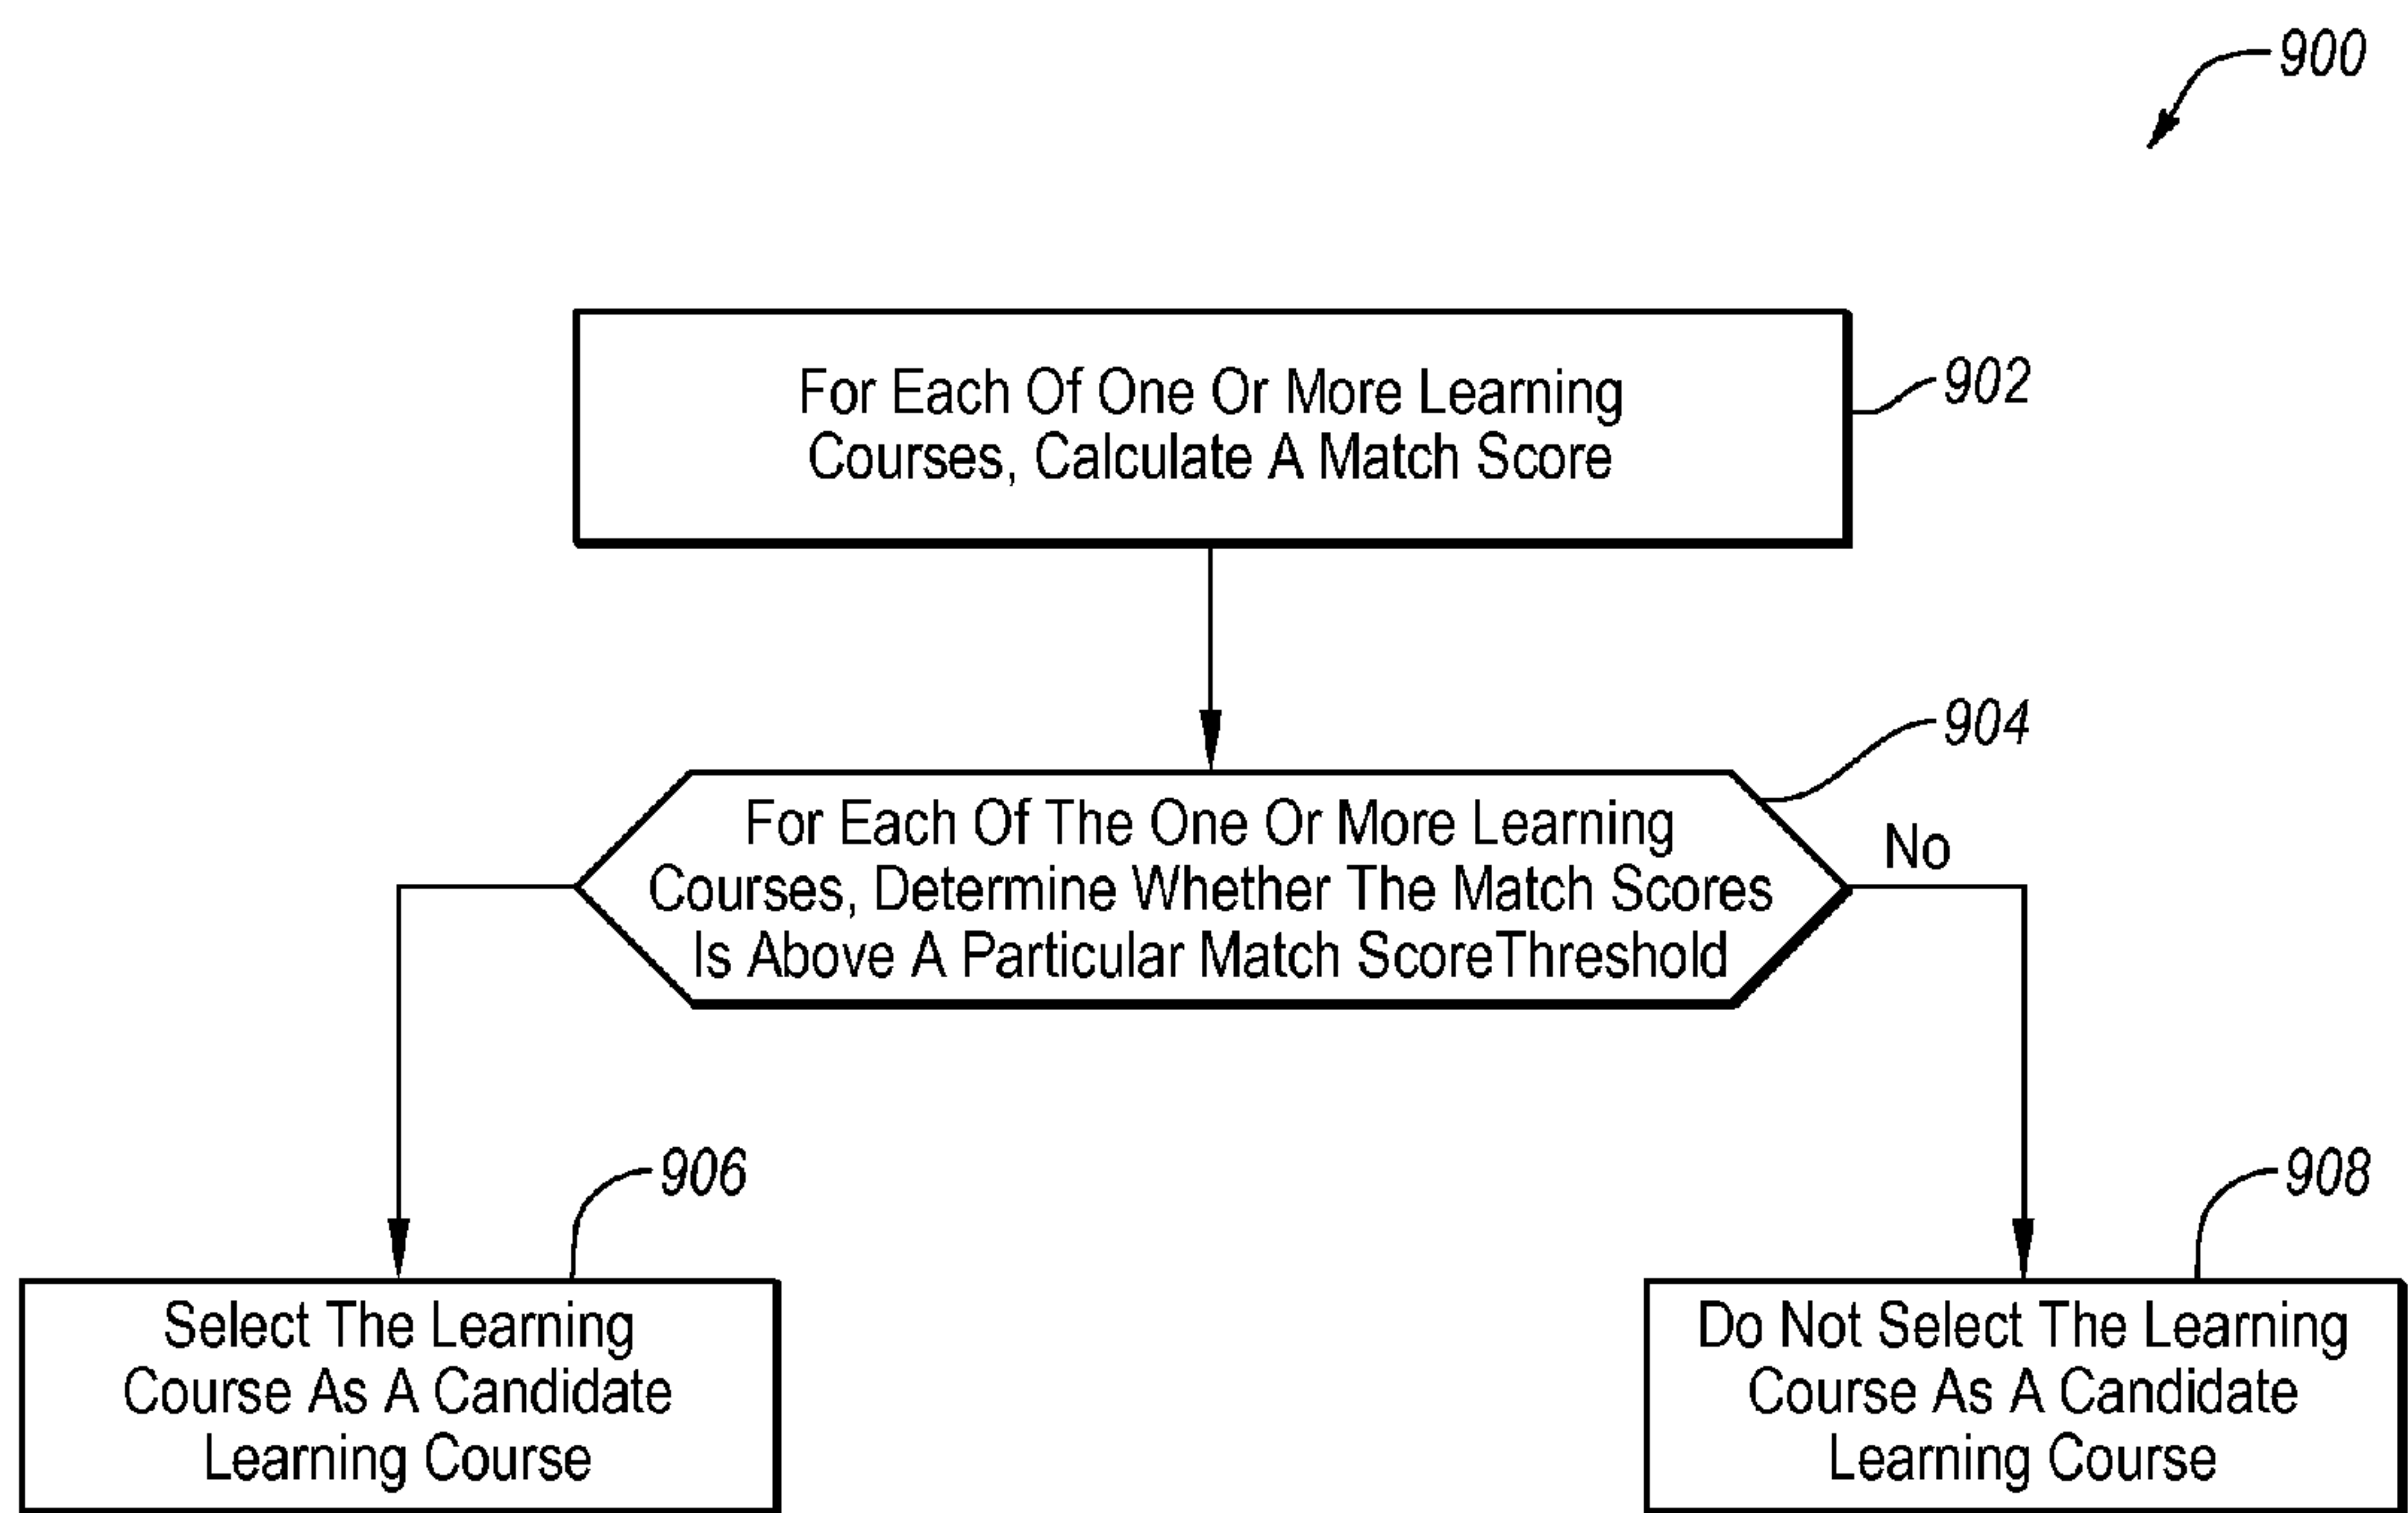 900
For Each Of One Or More Learning
Courses, Calculate A Match Score
902
904
For Each Of The One Or More Learning
Courses, Determine Whether The Match Scores
Is Above A Particular Match ScoreThreshold
No
906
Select The Learning
Course As A Candidate
Learning Course
908
Do Not Select The Learning
Course As A Candidate
Learning Course